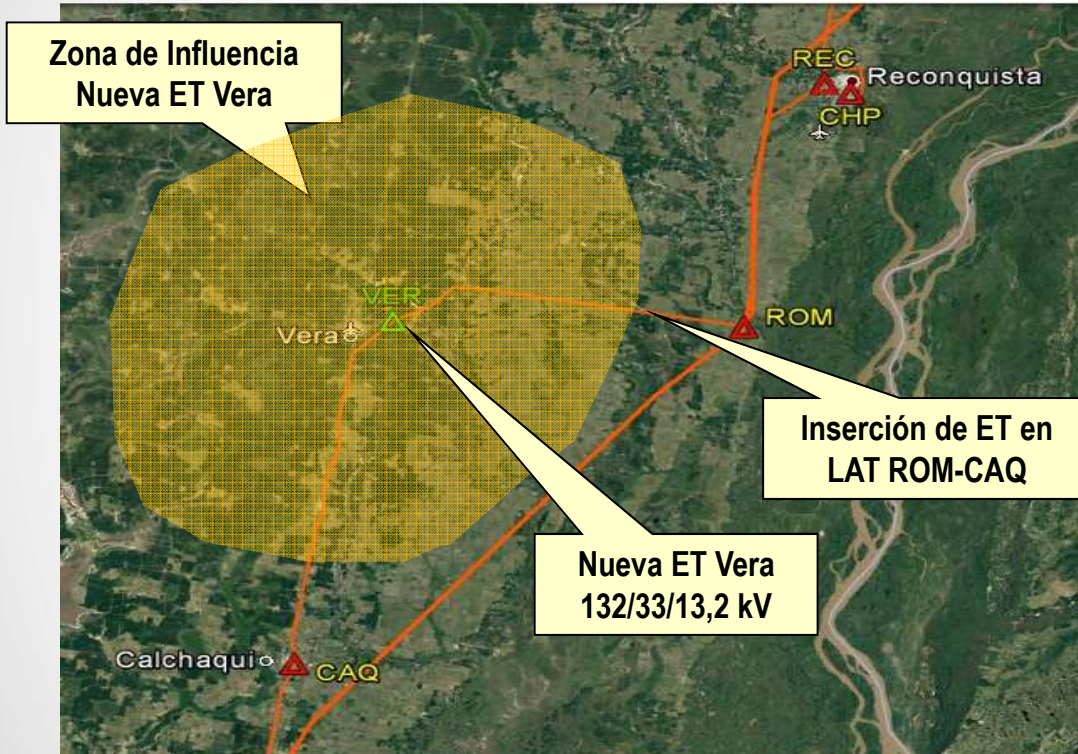 Zona de Influencia
Nueva ET Vera
REC
Reconquista
CHP
VER
Vera
ROM
Inserción de ET en
LAT ROM-CAQ
Nueva ET Vera
132/33/13,2 kV
Calchaqui
CAQ